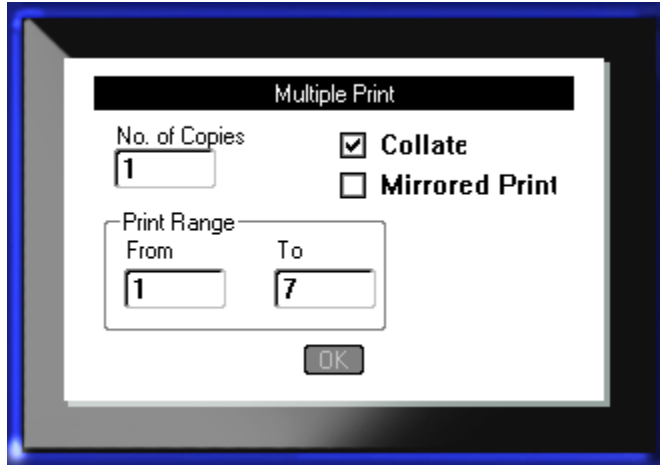 Multiple Print
No. of Copies
1
Collate
Mirrored Print
Print Range
From To
1 7
OK